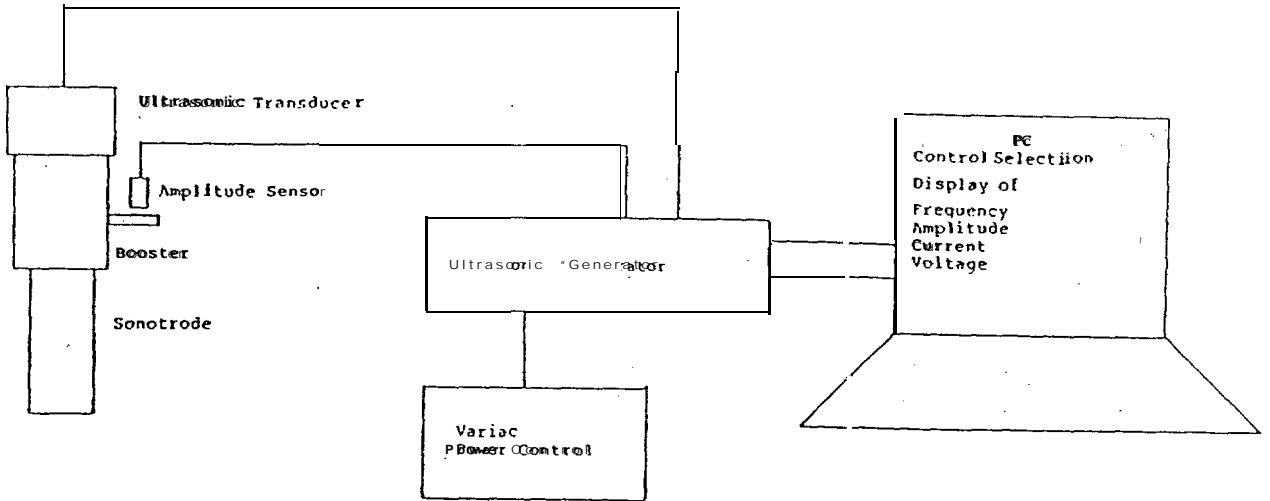 Ultrasonic Transducer
Amplitude Sensor
Booster
Sonotrode
Ultrasonic Generator
Variac
Power Control
PC
Control Selection
Display of
Frequency
Amplitude
Current
Voltage